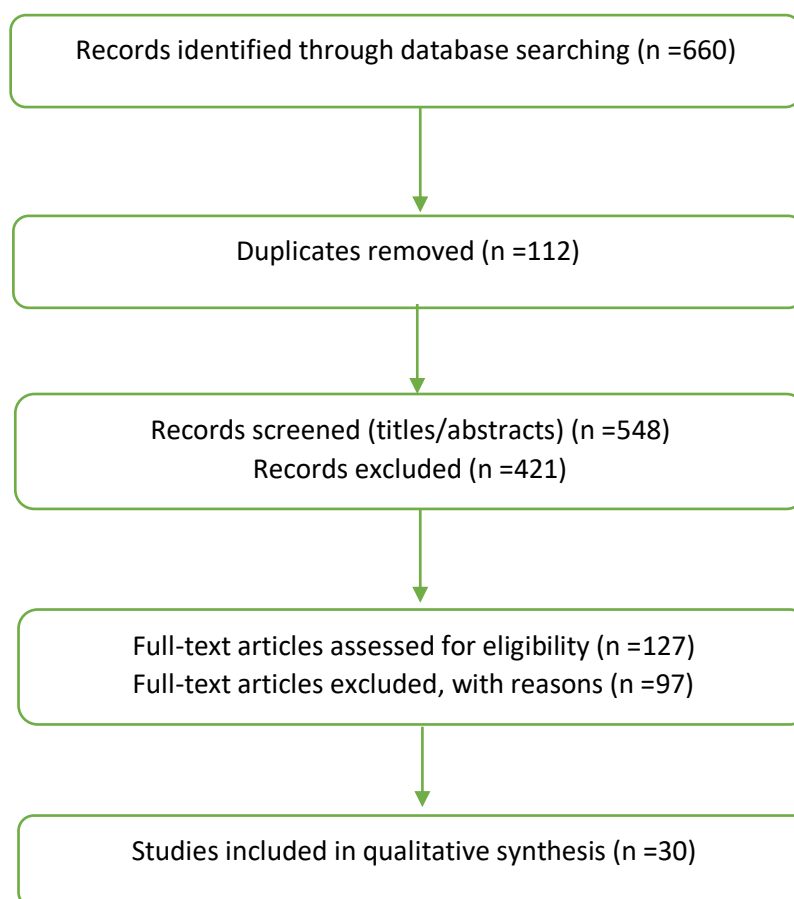 Records identified through database searching (n =660)
Duplicates removed (n =112)
Records screened (titles/abstracts) (n =548)
Records excluded (n =421)
Full-text articles assessed for eligibility (n =127)
Full-text articles excluded, with reasons (n =97)
Studies included in qualitative synthesis (n =30)